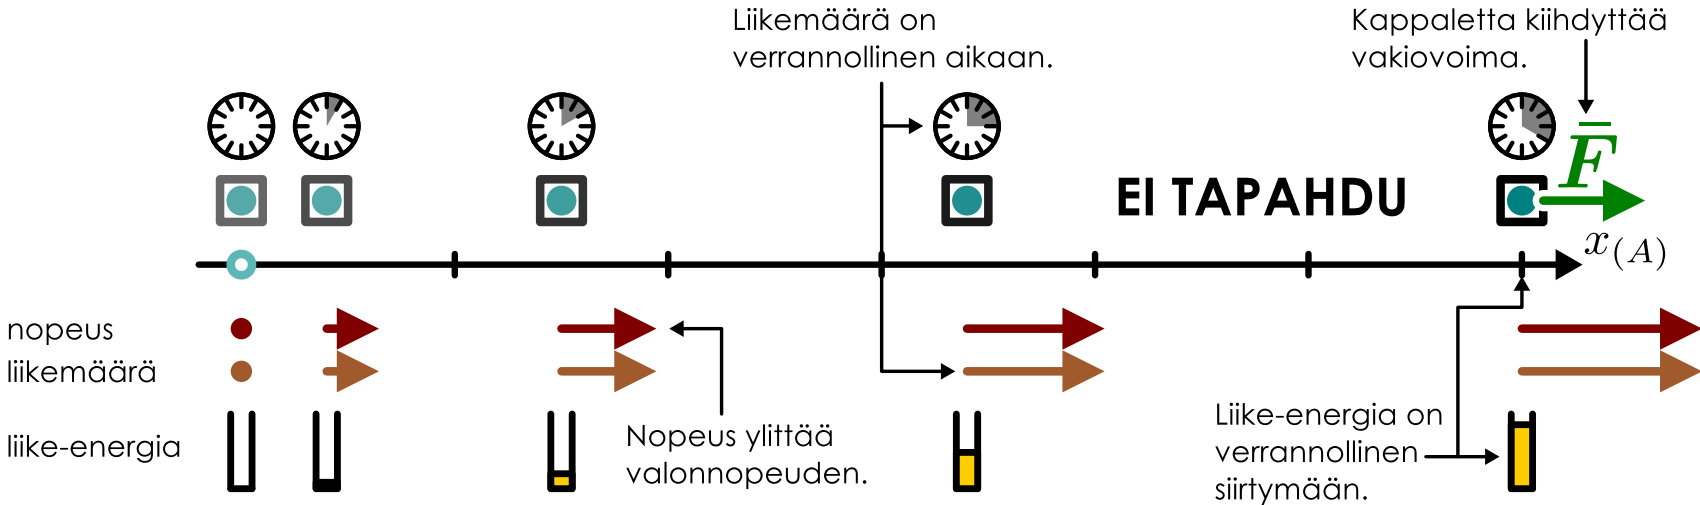 Liikemäärä on
verrannollinen aikaan.
Kappaletta kiihdyttää
vakiovoima.
F̅
EI TAPAHDU
x(A)
nopeus
liikemäärä
liike-energia
Nopeus ylittää
valonnopeuden.
Liike-energia on
verrannollinen
siirtymään.